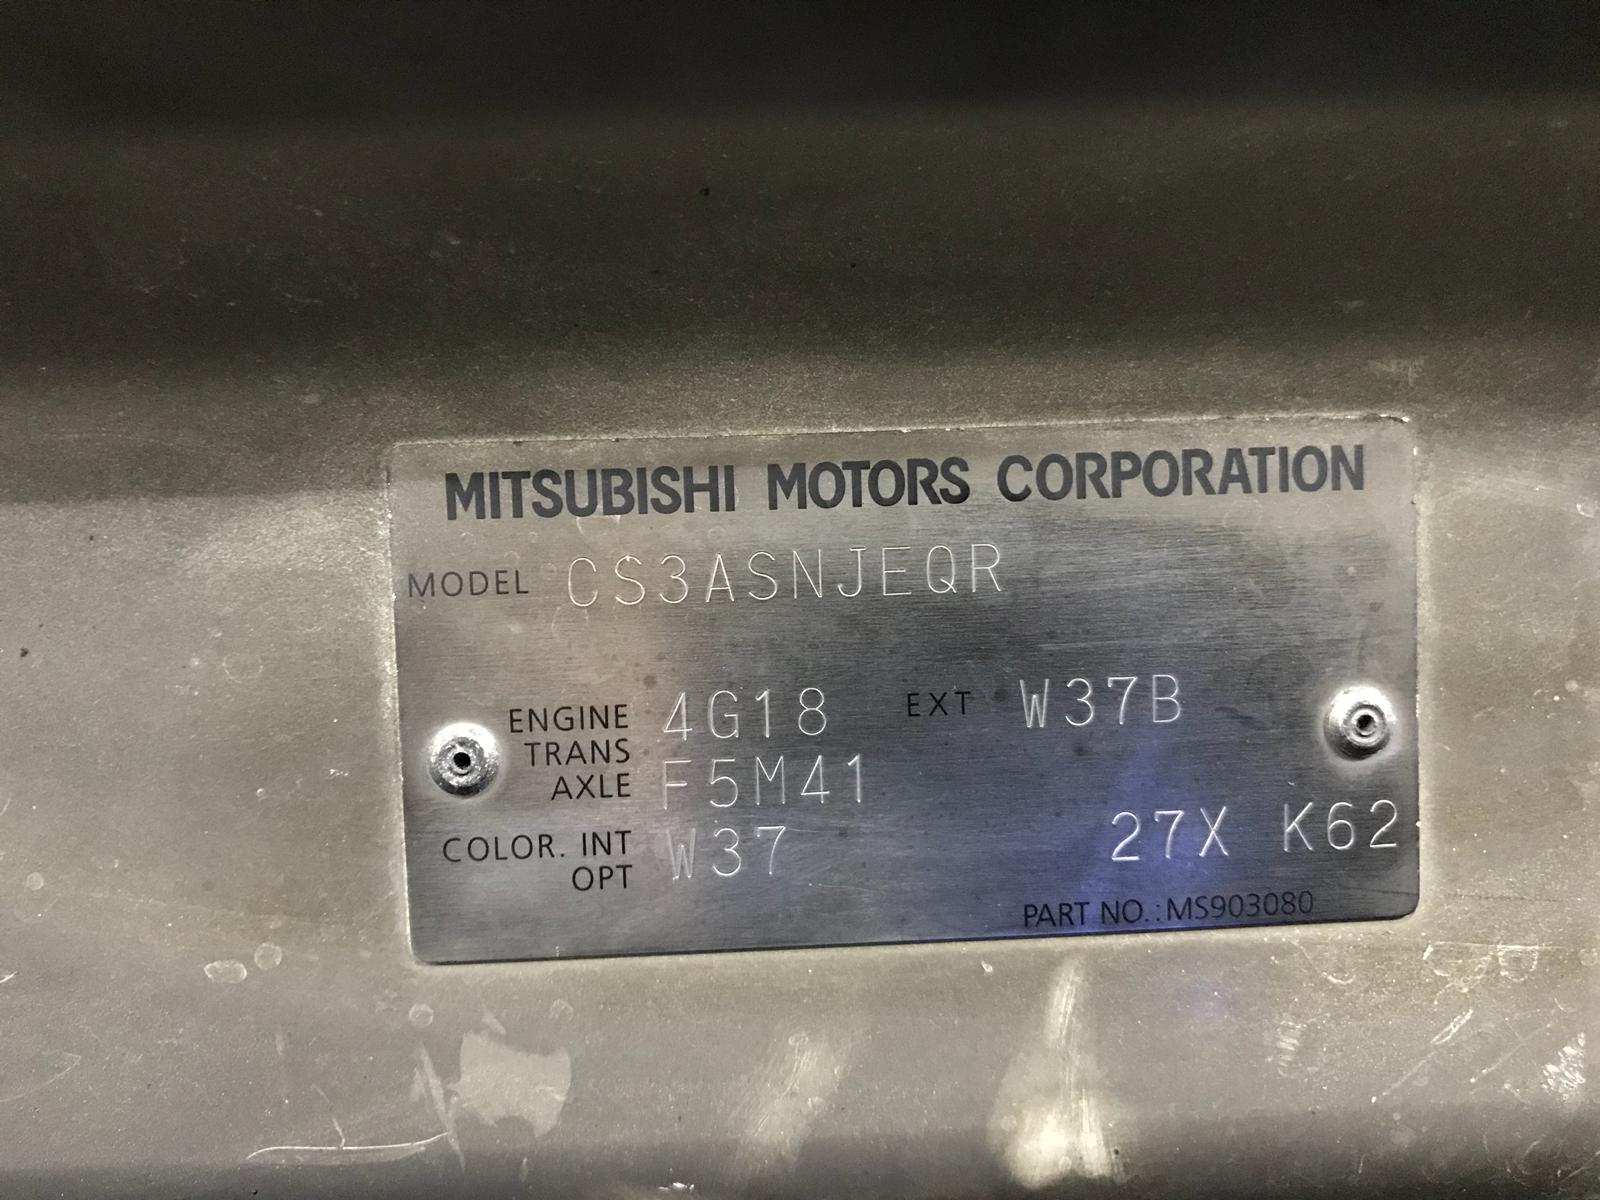 MITSUBISHI MOTORS CORPORATION
MODEL CS3ASNJEQR
ENGINE 4G18 EXT W37B
TRANS
AXLE F5M41
COLOR. INT W37 27X K62
OPT
PART NO.:MS903080